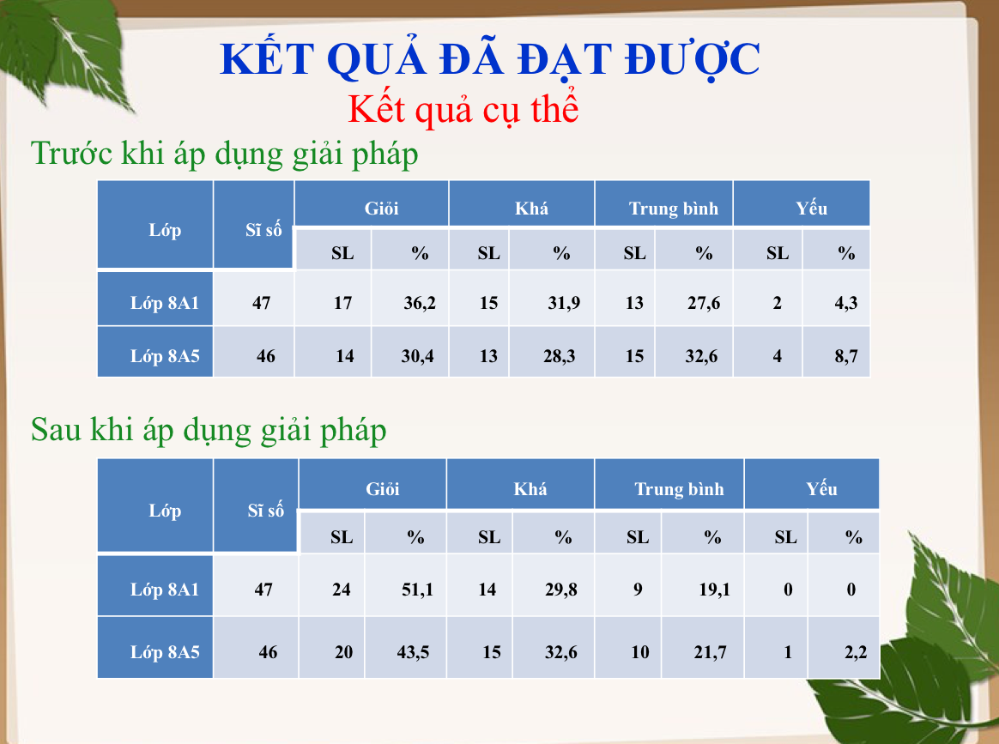 KẾT QUẢ ĐÃ ĐẠT ĐƯỢC
Kết quả cụ thể
Trước khi áp dụng giải pháp
Lớp Sĩ số Giỏi Khá Trung bình Yếu
SL % SL % SL % SL %
Lớp 8A1 47 17 36,2 15 31,9 13 27,6 2 4,3
Lớp 8A5 46 14 30,4 13 28,3 15 32,6 4 8,7
Sau khi áp dụng giải pháp
Lớp Sĩ số Giỏi Khá Trung bình Yếu
SL % SL % SL % SL %
Lớp 8A1 47 24 51,1 14 29,8 9 19,1 0 0
Lớp 8A5 46 20 43,5 15 32,6 10 21,7 1 2,2